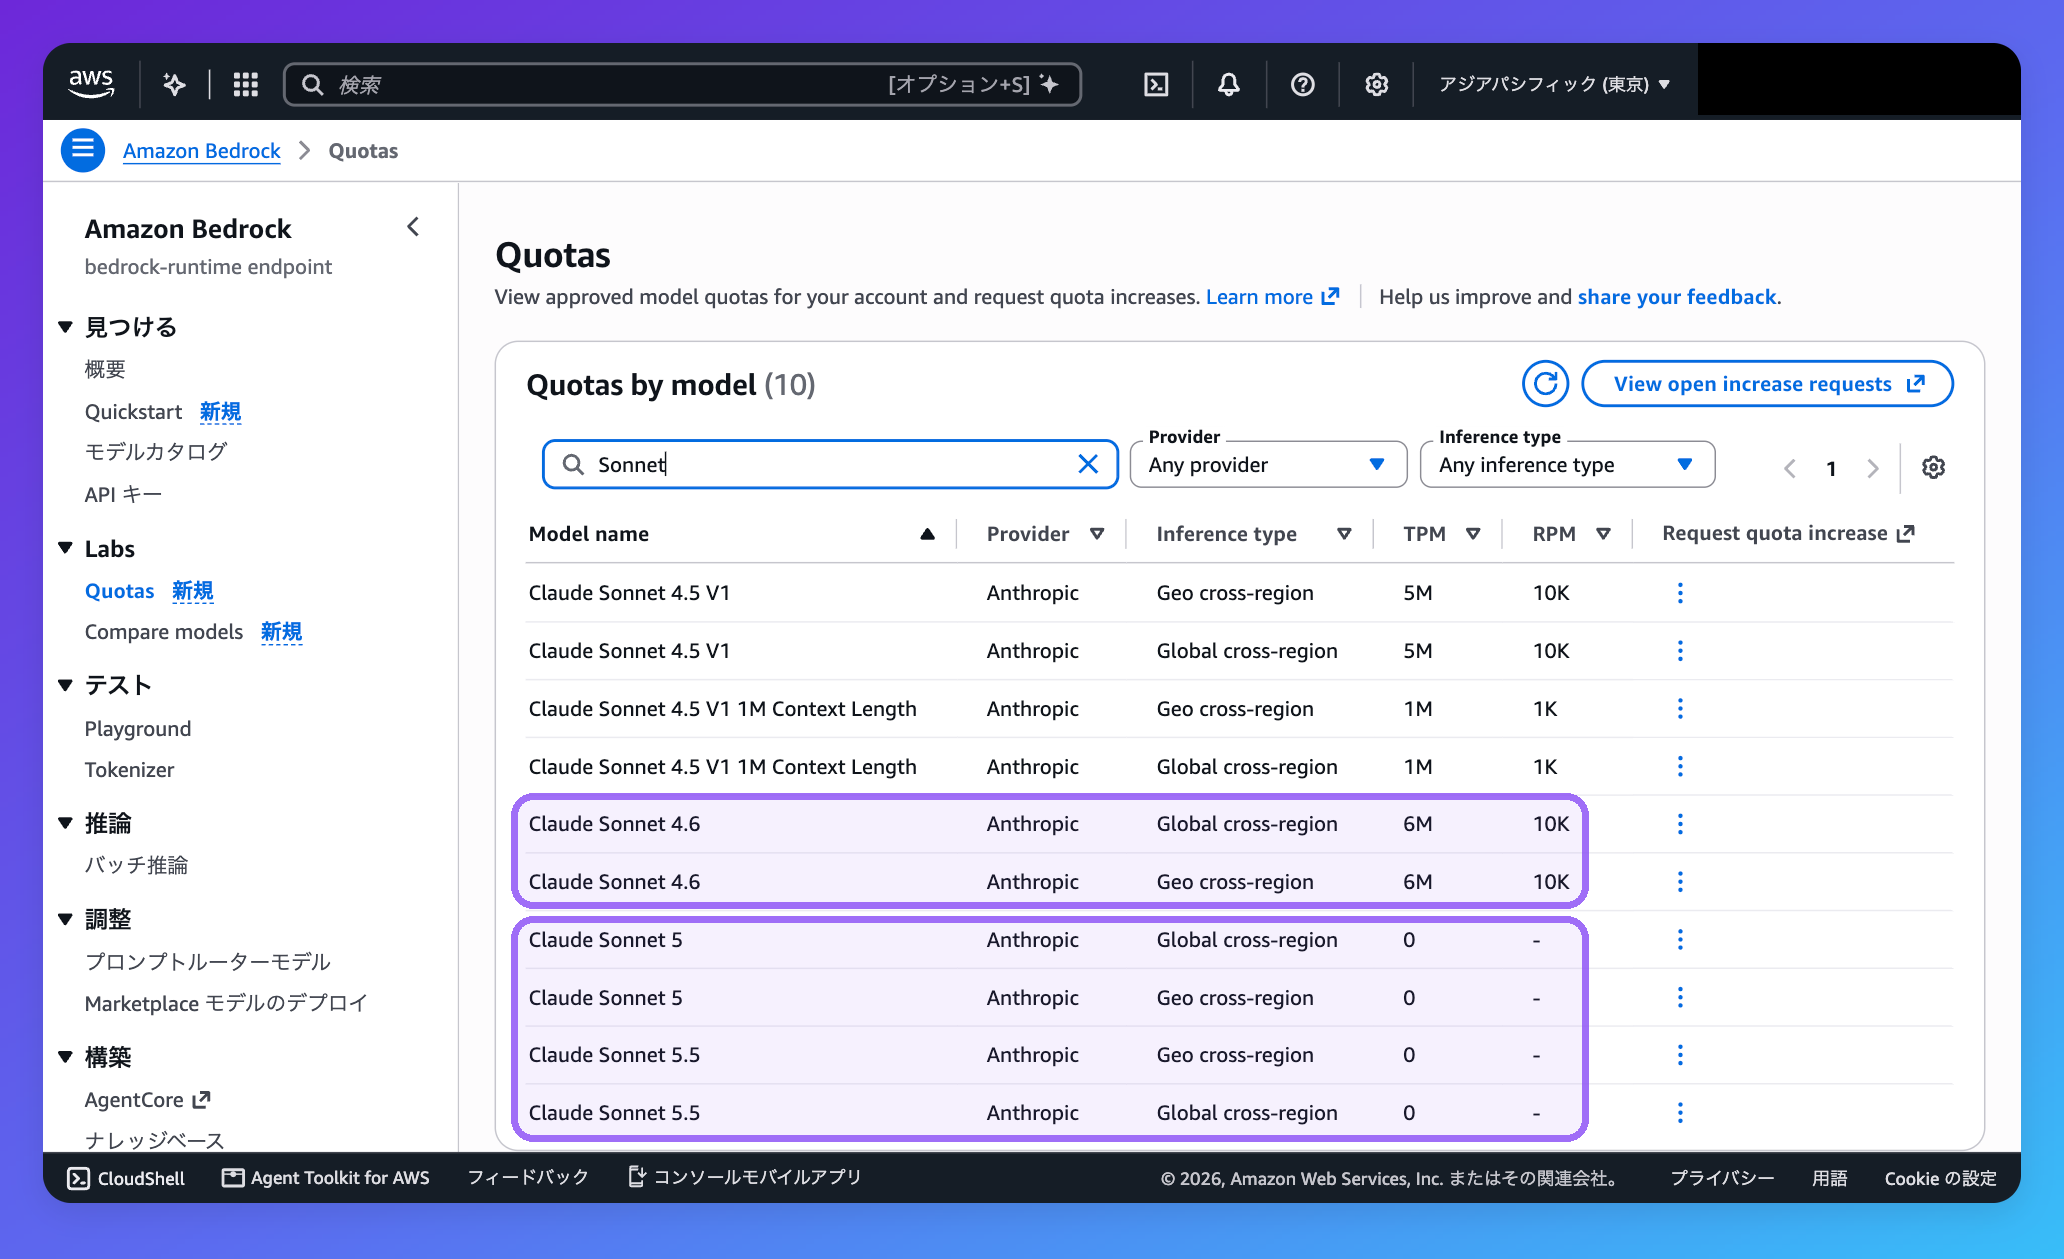 aws 検索 [オプション+S] アジアパシフィック (東京)
Amazon Bedrock Quotas
Amazon Bedrock
bedrock-runtime endpoint
見つける
概要
Quickstart 新規
モデルカタログ
API キー
Labs
Quotas 新規
Compare models 新規
テスト
Playground
Tokenizer
推論
バッチ推論
調整
プロンプトルーターモデル
Marketplace モデルのデプロイ
構築
AgentCore
ナレッジベース
Quotas
View approved model quotas for your account and request quota increases. Learn more Help us improve and share your feedback.
Quotas by model (10) View open increase requests
Provider Inference type
Sonnet Any provider Any inference type 1
Model name Provider Inference type TPM RPM Request quota increase
Claude Sonnet 4.5 V1 Anthropic Geo cross-region 5M 10K
Claude Sonnet 4.5 V1 Anthropic Global cross-region 5M 10K
Claude Sonnet 4.5 V1 1M Context Length Anthropic Geo cross-region 1M 1K
Claude Sonnet 4.5 V1 1M Context Length Anthropic Global cross-region 1M 1K
Claude Sonnet 4.6 Anthropic Global cross-region 6M 10K
Claude Sonnet 4.6 Anthropic Geo cross-region 6M 10K
Claude Sonnet 5 Anthropic Global cross-region 0 -
Claude Sonnet 5 Anthropic Geo cross-region 0 -
Claude Sonnet 5.5 Anthropic Geo cross-region 0 -
Claude Sonnet 5.5 Anthropic Global cross-region 0 -
CloudShell Agent Toolkit for AWS フィードバック コンソールモバイルアプリ © 2026, Amazon Web Services, Inc. またはその関連会社。 プライバシー 用語 Cookie の設定